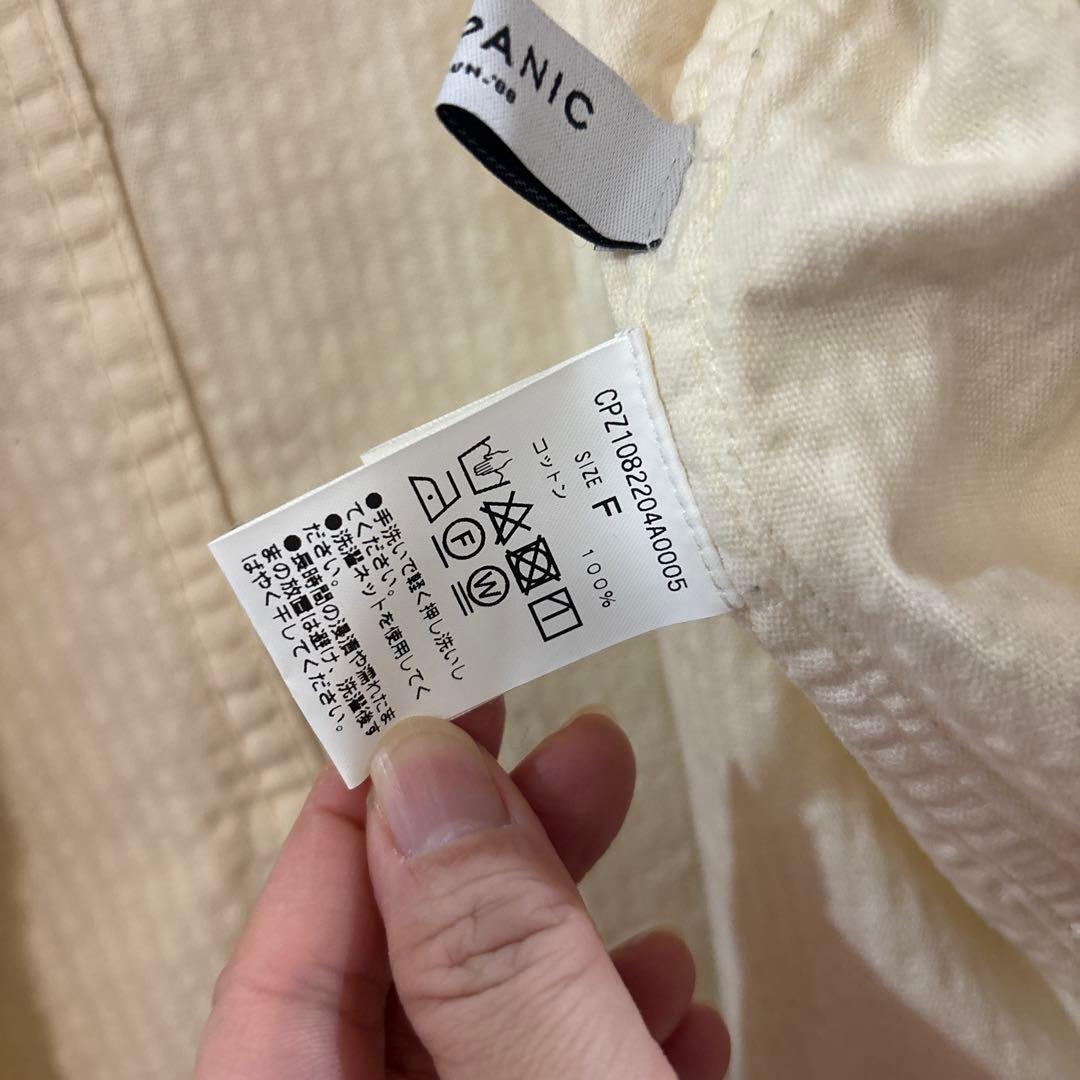 PANIC
CPZ1082204A0005
SIZE F
コットン 100%
F W
●手洗いで軽く押し洗いし
てください。
●洗濯ネットを使用してく
ださい。
●長時間の浸漬や濡れたま
まの放置は避け、洗濯後す
ばやく干してください。